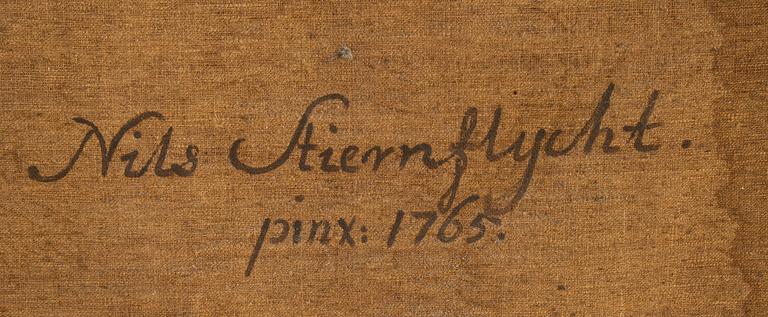 Nils Stiernflycht.
pinx: 1765.